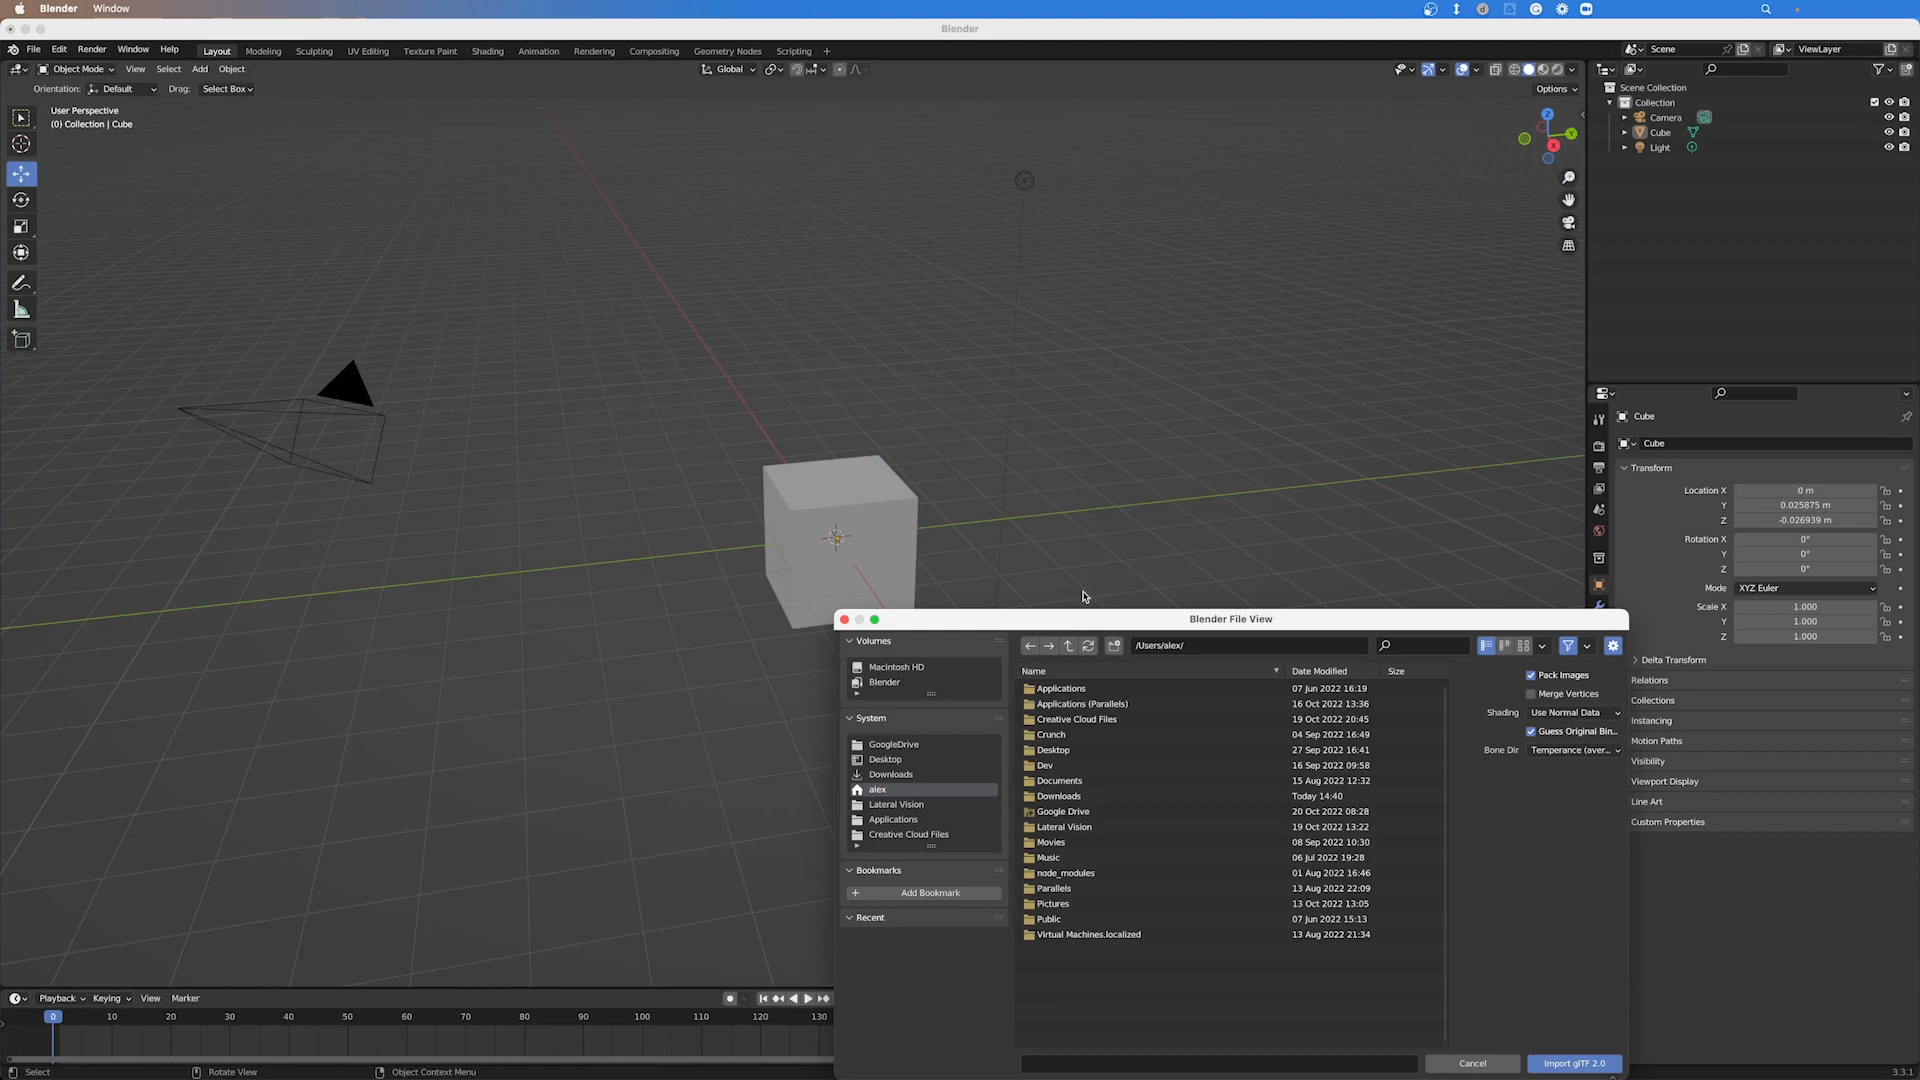 Blender Window
Blender
File Edit Render Window Help Layout Modeling Sculpting UV Editing Texture Paint Shading Animation Rendering Compositing Geometry Nodes Scripting + Scene ViewLayer
Object Mode View Select Add Object Global
Orientation: Default Drag: Select Box Options
User Perspective
(0) Collection | Cube
Z
Y
X
Scene Collection
Collection
Camera
Cube
Light
Cube
Cube
Transform
Location X 0 m
Y 0.025875 m
Z -0.026939 m
Rotation X 0°
Y 0°
Z 0°
Mode XYZ Euler
Scale X 1.000
Y 1.000
Z 1.000
Delta Transform
Relations
Collections
Instancing
Motion Paths
Visibility
Viewport Display
Line Art
Custom Properties
Blender File View
Volumes
Macintosh HD
Blender
System
GoogleDrive
Desktop
Downloads
alex
Lateral Vision
Applications
Creative Cloud Files
Bookmarks
+ Add Bookmark
Recent
/Users/alex/
Name Date Modified Size
Applications 07 Jun 2022 16:19
Applications (Parallels) 16 Oct 2022 13:36
Creative Cloud Files 19 Oct 2022 20:45
Crunch 04 Sep 2022 16:49
Desktop 27 Sep 2022 16:41
Dev 16 Sep 2022 09:58
Documents 15 Aug 2022 12:32
Downloads Today 14:40
Google Drive 20 Oct 2022 08:28
Lateral Vision 19 Oct 2022 13:22
Movies 08 Sep 2022 10:30
Music 06 Jul 2022 19:28
node_modules 01 Aug 2022 16:46
Parallels 13 Aug 2022 22:09
Pictures 13 Oct 2022 13:05
Public 07 Jun 2022 15:13
Virtual Machines.localized 13 Aug 2022 21:34
Pack Images
Merge Vertices
Shading Use Normal Data
Guess Original Bin...
Bone Dir Temperance (aver...
Cancel Import glTF 2.0
Playback Keying View Marker
0 10 20 30 40 50 60 70 80 90 100 110 120 130
Select Rotate View Object Context Menu 3.3.1